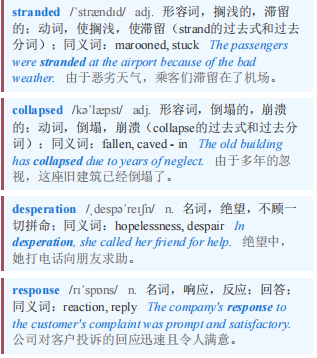 stranded /ˈstrændɪd/ adj. 形容词，搁浅的，滞留
的；动词，使搁浅，使滞留（strand的过去式和过去
分词）；同义词：marooned, stuck The passengers
were stranded at the airport because of the bad
weather. 由于恶劣天气，乘客们滞留在了机场。
collapsed /kəˈlæpst/ adj. 形容词，倒塌的，崩溃
的；动词，倒塌，崩溃（collapse的过去式和过去分
词）；同义词：fallen, caved - in The old building
has collapsed due to years of neglect. 由于多年的忽
视，这座旧建筑已经倒塌了。
desperation /ˌdespəˈreɪʃn/ n. 名词，绝望，不顾一
切拼命；同义词：hopelessness, despair In
desperation, she called her friend for help. 绝望中，
她打电话向朋友求助。
response /rɪˈspɒns/ n. 名词，响应，反应；回答；
同义词：reaction, reply The company's response to
the customer's complaint was prompt and satisfactory.
公司对客户投诉的回应迅速且令人满意。